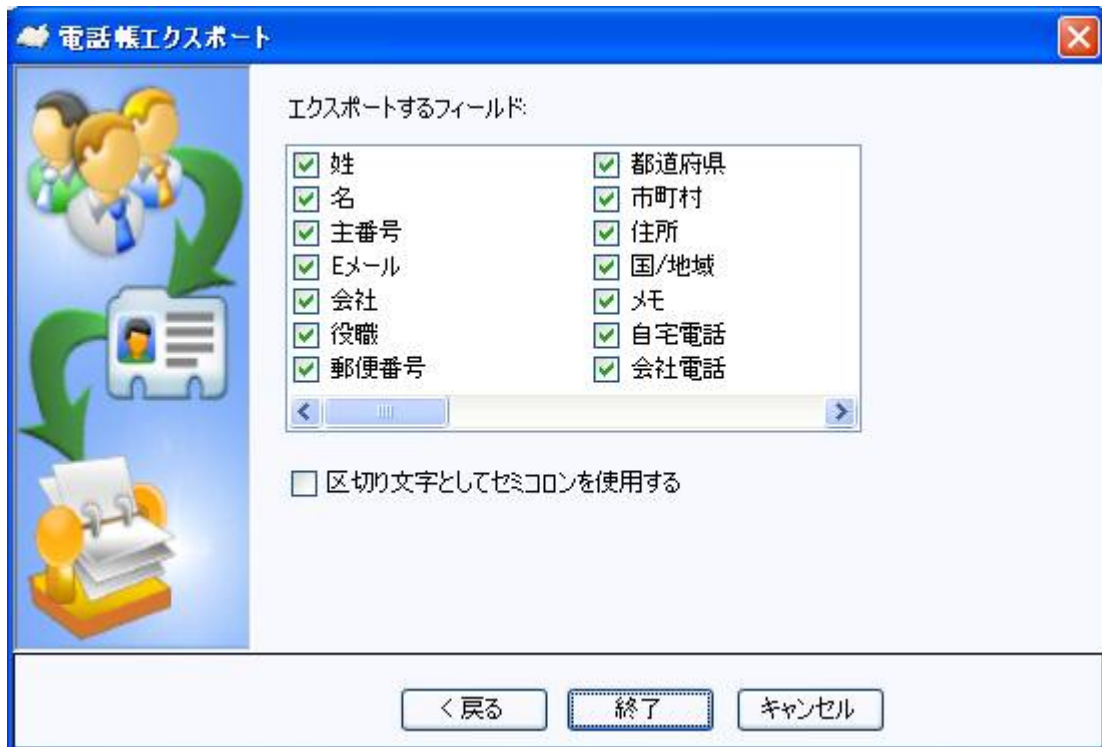 電話帳エクスポート
エクスポートするフィールド:
姓
名
主番号
Eメール
会社
役職
郵便番号
都道府県
市町村
住所
国/地域
メモ
自宅電話
会社電話
区切り文字としてセミコロンを使用する
< 戻る
終了
キャンセル